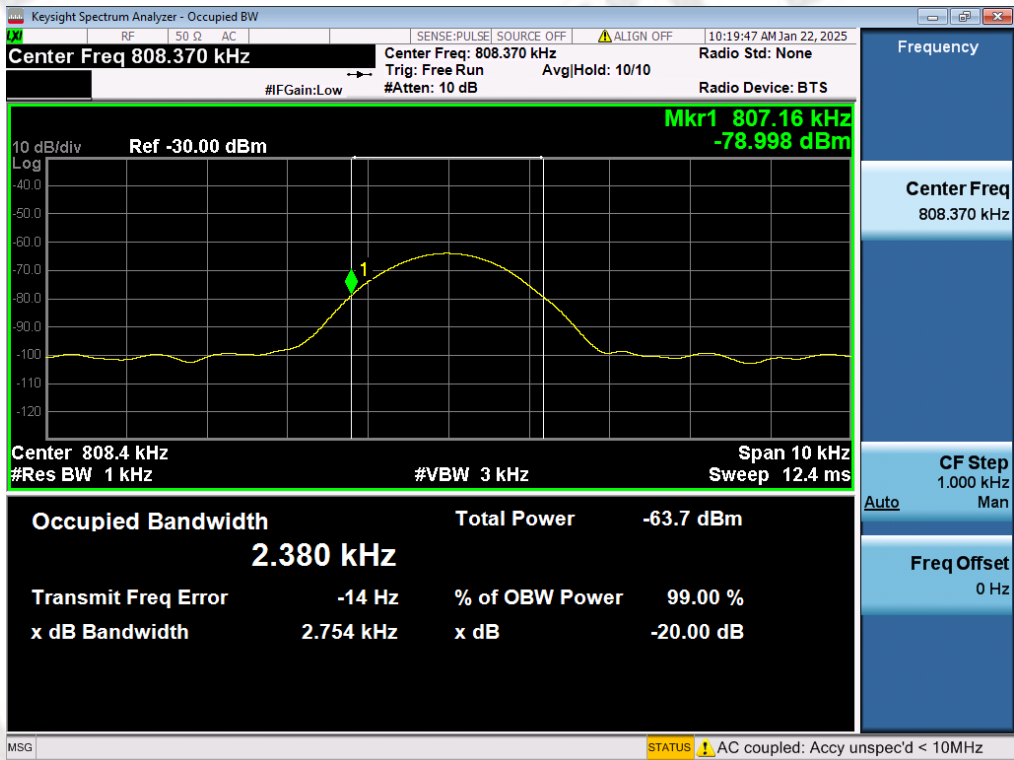 Keysight Spectrum Analyzer - Occupied BW
LXI RF 50 Ω AC SENSE:PULSE SOURCE OFF ALIGN OFF 10:19:47 AM Jan 22, 2025
Center Freq 808.370 kHz
Center Freq: 808.370 kHz
Radio Std: None
Trig: Free Run Avg|Hold: 10/10
#IFGain:Low
#Atten: 10 dB
Radio Device: BTS
Frequency
Mkr1 807.16 kHz
-78.998 dBm
10 dB/div Ref -30.00 dBm
Log
-40.0
-50.0
-60.0
-70.0
-80.0
-90.0
-100
-110
-120
1
Center 808.4 kHz Span 10 kHz
#Res BW 1 kHz #VBW 3 kHz Sweep 12.4 ms
Occupied Bandwidth Total Power -63.7 dBm
2.380 kHz
Transmit Freq Error -14 Hz % of OBW Power 99.00 %
x dB Bandwidth 2.754 kHz x dB -20.00 dB
Center Freq
808.370 kHz
CF Step
1.000 kHz
Auto Man
Freq Offset
0 Hz
MSG STATUS AC coupled: Accy unspec'd < 10MHz